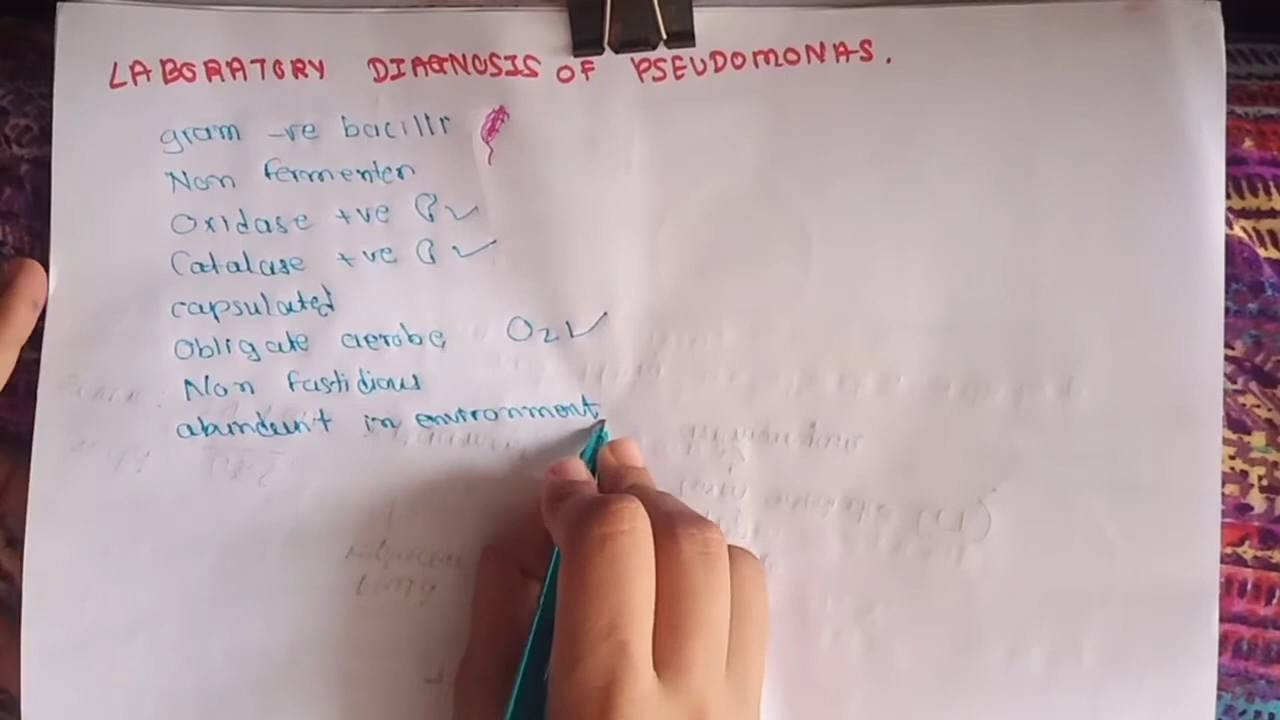 LABORATORY DIAGNOSIS OF PSEUDOMONAS.
gram -ve bacilli
Non fermenter
Oxidase +ve
Catalase +ve
capsulated
Obligate aerobe O2 ✓
Non fastidious
abundent in environment